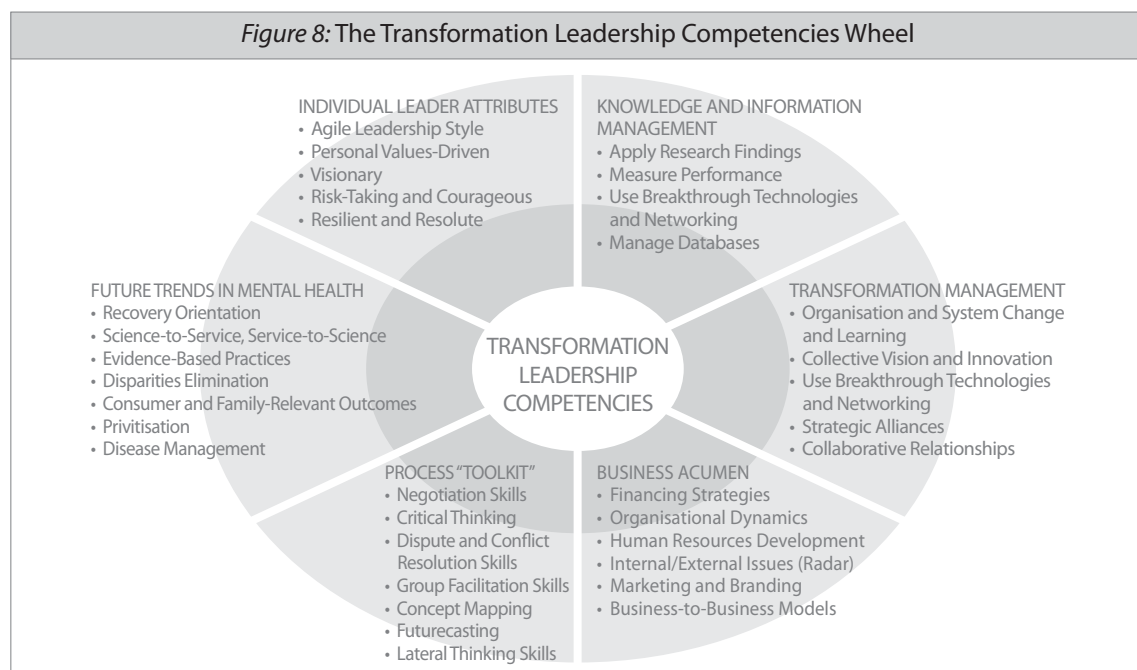 Figure 8: The Transformation Leadership Competencies Wheel
INDIVIDUAL LEADER ATTRIBUTES
• Agile Leadership Style
• Personal Values-Driven
• Visionary
• Risk-Taking and Courageous
• Resilient and Resolute
KNOWLEDGE AND INFORMATION
MANAGEMENT
• Apply Research Findings
• Measure Performance
• Use Breakthrough Technologies
and Networking
• Manage Databases
FUTURE TRENDS IN MENTAL HEALTH
• Recovery Orientation
• Science-to-Service, Service-to-Science
• Evidence-Based Practices
• Disparities Elimination
• Consumer and Family-Relevant Outcomes
• Privitisation
• Disease Management
TRANSFORMATION
LEADERSHIP
COMPETENCIES
TRANSFORMATION MANAGEMENT
• Organisation and System Change
and Learning
• Collective Vision and Innovation
• Use Breakthrough Technologies
and Networking
• Strategic Alliances
• Collaborative Relationships
PROCESS "TOOLKIT"
• Negotiation Skills
• Critical Thinking
• Dispute and Conflict
Resolution Skills
• Group Facilitation Skills
• Concept Mapping
• Futurecasting
• Lateral Thinking Skills
BUSINESS ACUMEN
• Financing Strategies
• Organisational Dynamics
• Human Resources Development
• Internal/External Issues (Radar)
• Marketing and Branding
• Business-to-Business Models